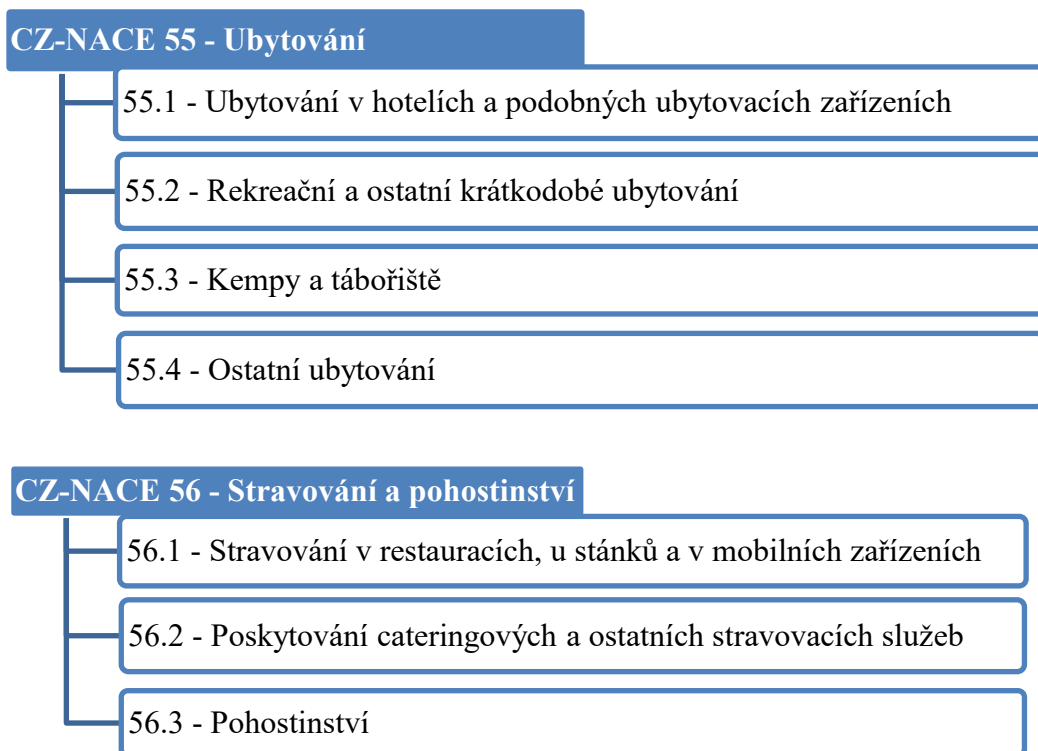 CZ-NACE 55 - Ubytování
55.1 - Ubytování v hotelích a podobných ubytovacích zařízeních
55.2 - Rekreační a ostatní krátkodobé ubytování
55.3 - Kempy a tábořiště
55.4 - Ostatní ubytování
CZ-NACE 56 - Stravování a pohostinství
56.1 - Stravování v restauracích, u stánků a v mobilních zařízeních
56.2 - Poskytování cateringových a ostatních stravovacích služeb
56.3 - Pohostinství